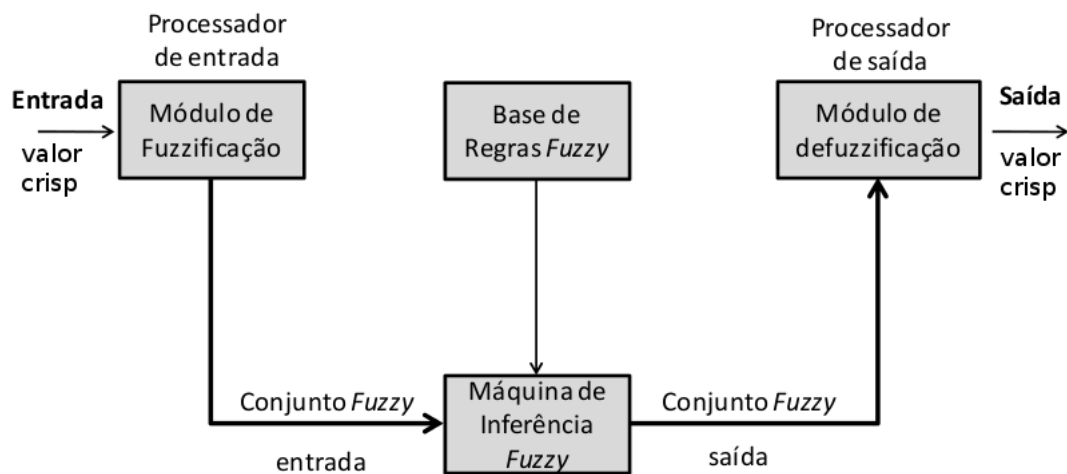 Processador
de entrada
Entrada
valor
crisp
Módulo de
Fuzzificação
Base de
Regras Fuzzy
Processador
de saída
Módulo de
defuzzificação
Saída
valor
crisp
Conjunto Fuzzy
entrada
Máquina de
Inferência
Fuzzy
Conjunto Fuzzy
saída